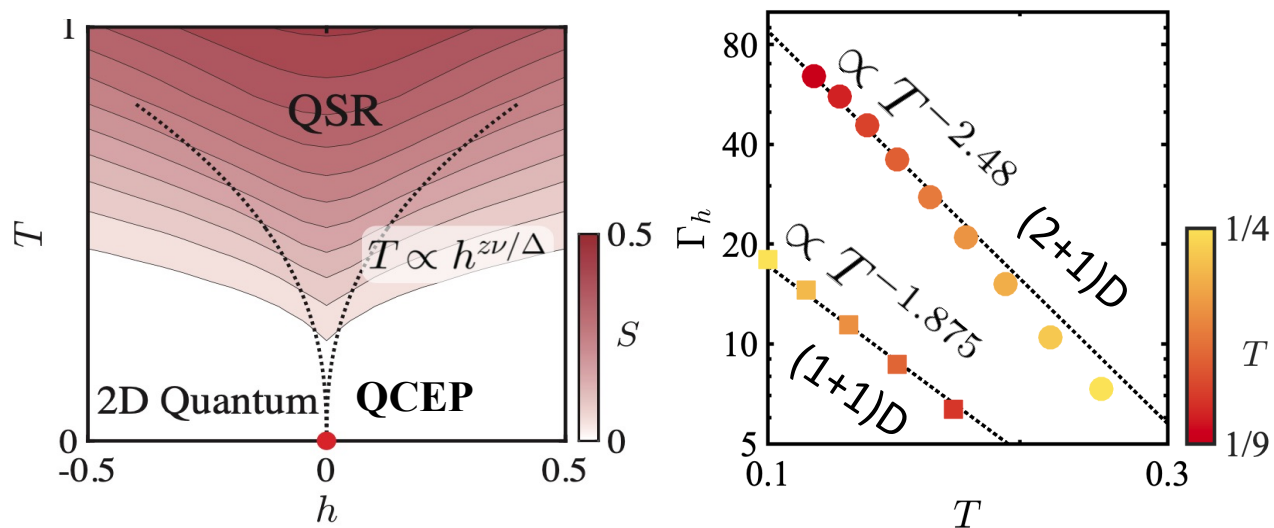 1
QSR
T ∝ h^{zν/Δ}
T
0.5
S
0
2D Quantum
QCEP
0
-0.5
0
0.5
h
80
40
20
10
5
Γ_h
∝ T^{-2.48}
(2+1)D
∝ T^{-1.875}
(1+1)D
0.1
0.3
T
1/4
T
1/9